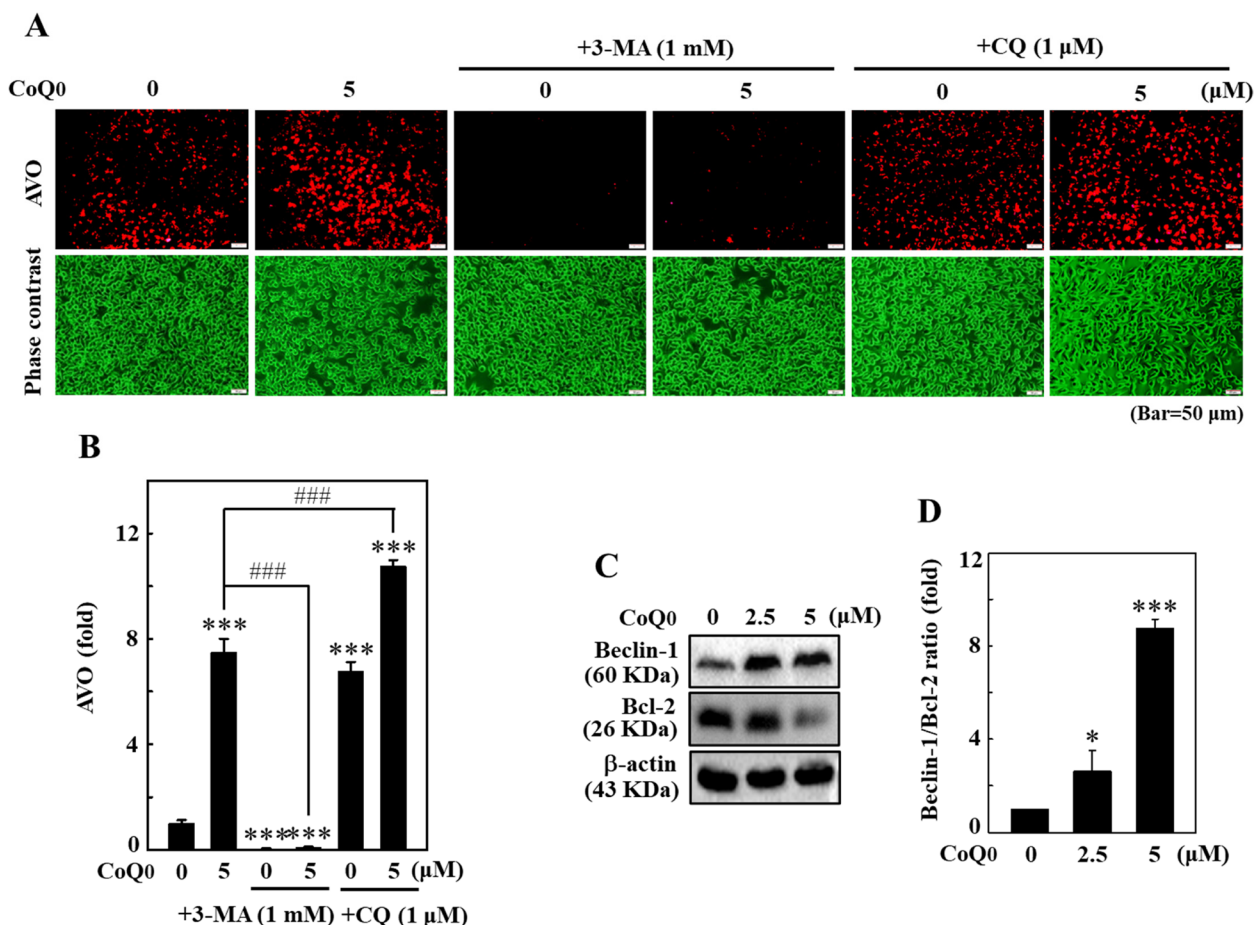 A
+3-MA (1 mM) +CQ (1 μM)
CoQ0 0 5 0 5 0 5 (μM)
AVO
Phase contrast
(Bar=50 μm)
B
AVO (fold)
12
8
4
0
###
###
***
***
***
***
***
CoQ0 0 5 0 5 0 5 (μM)
+3-MA (1 mM) +CQ (1 μM)
C
CoQ0 0 2.5 5 (μM)
Beclin-1
(60 KDa)
Bcl-2
(26 KDa)
β-actin
(43 KDa)
D
Beclin-1/Bcl-2 ratio (fold)
12
8
4
0
*
***
CoQ0 0 2.5 5 (μM)